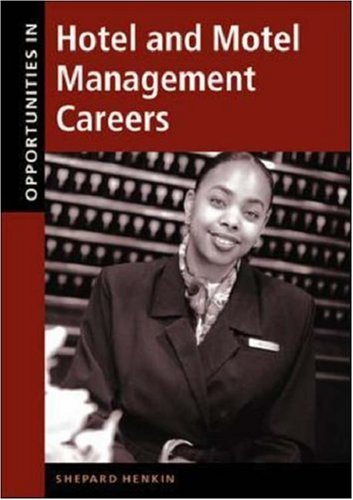 OPPORTUNITIES IN
Hotel and Motel
Management
Careers
SHEPARD HENKIN